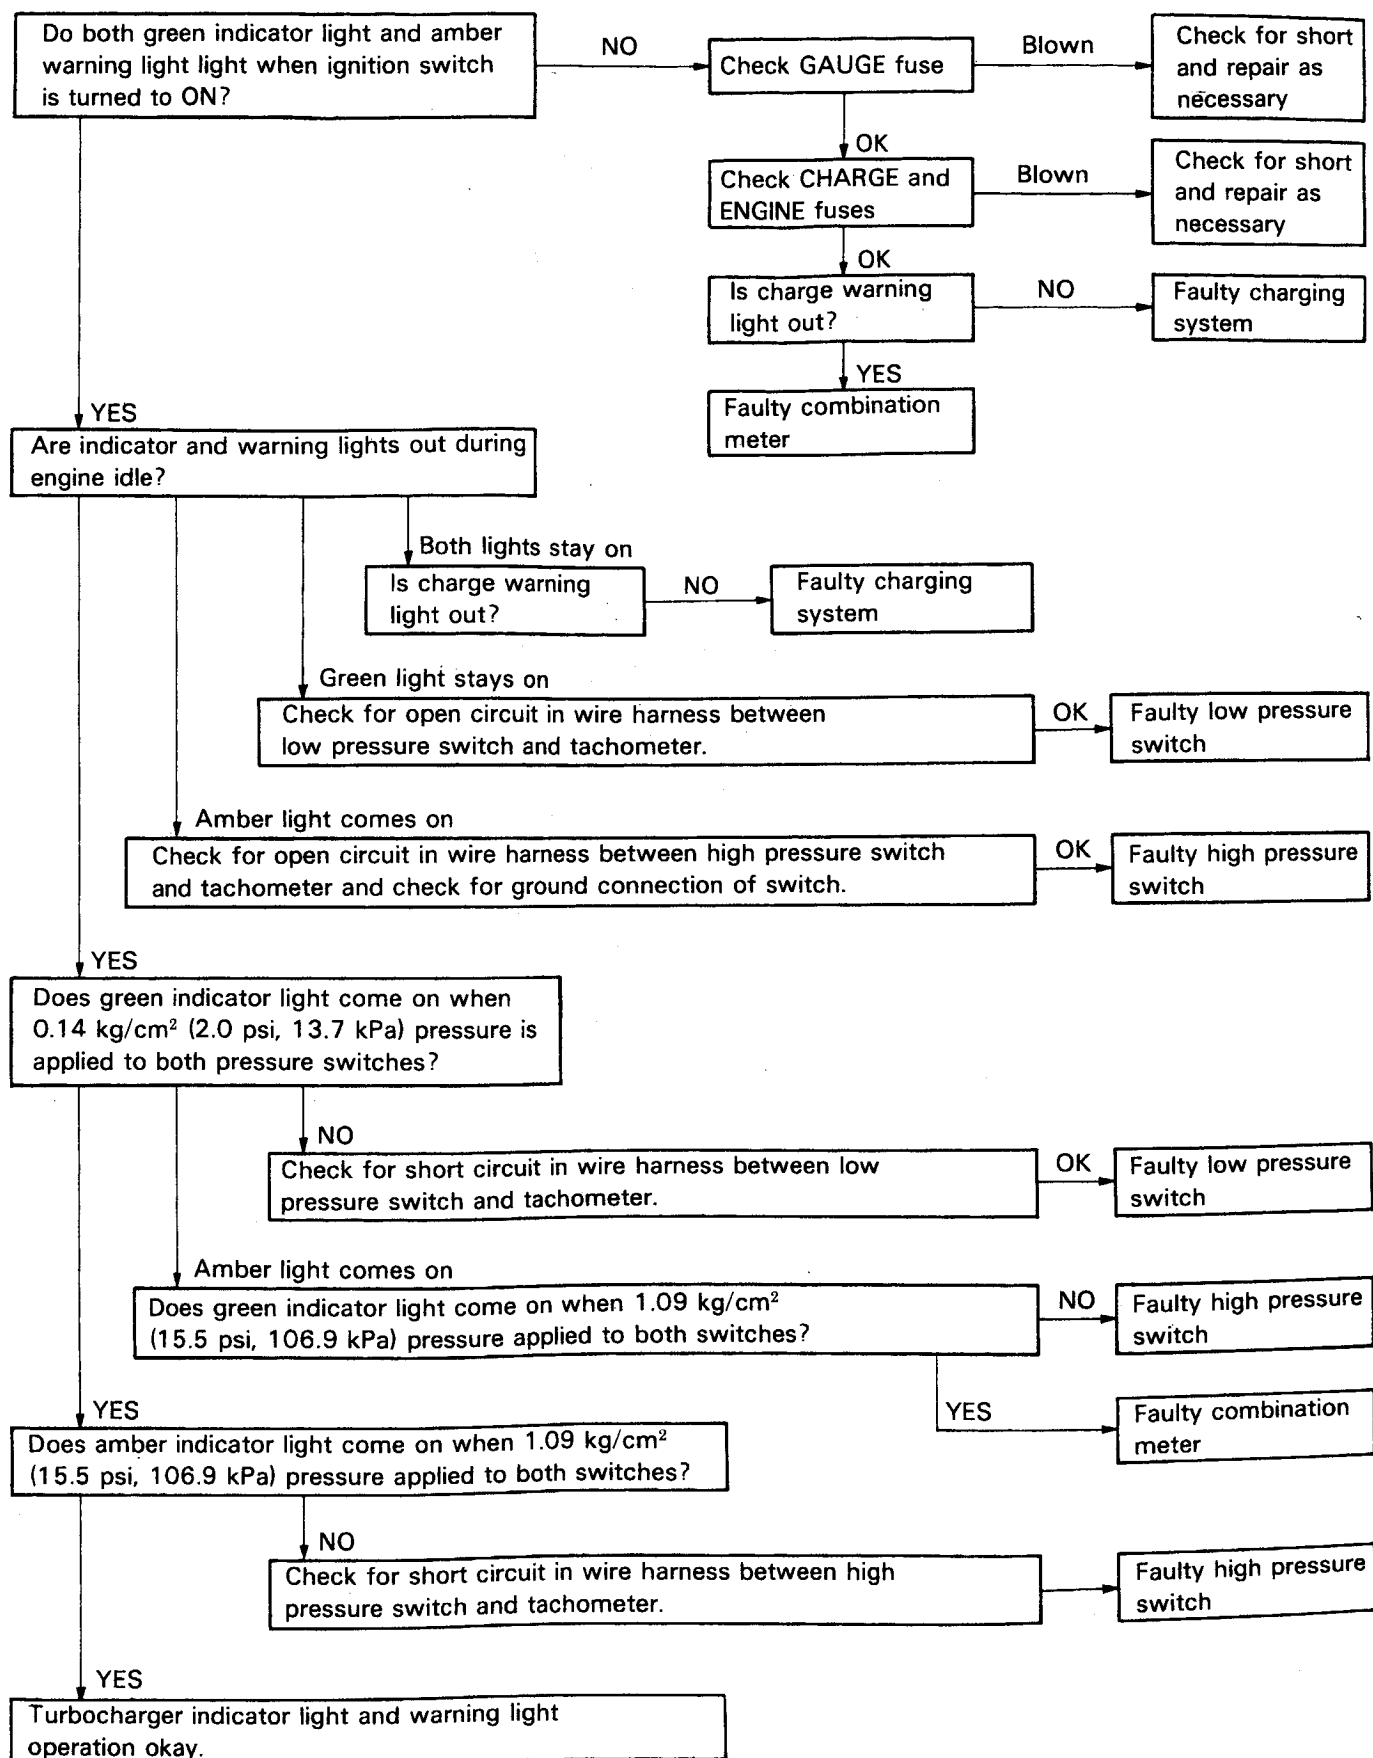 Do both green indicator light and amber
warning light light when ignition switch
is turned to ON?
NO
Check GAUGE fuse
Blown
Check for short
and repair as
necessary
OK
Check CHARGE and
ENGINE fuses
Blown
Check for short
and repair as
necessary
OK
Is charge warning
light out?
NO
Faulty charging
system
YES
Faulty combination
meter
YES
Are indicator and warning lights out during
engine idle?
Both lights stay on
Is charge warning
light out?
NO
Faulty charging
system
Green light stays on
Check for open circuit in wire harness between
low pressure switch and tachometer.
OK
Faulty low pressure
switch
Amber light comes on
Check for open circuit in wire harness between high pressure switch
and tachometer and check for ground connection of switch.
OK
Faulty high pressure
switch
YES
Does green indicator light come on when
0.14 kg/cm² (2.0 psi, 13.7 kPa) pressure is
applied to both pressure switches?
NO
Check for short circuit in wire harness between low
pressure switch and tachometer.
OK
Faulty low pressure
switch
Amber light comes on
Does green indicator light come on when 1.09 kg/cm²
(15.5 psi, 106.9 kPa) pressure applied to both switches?
NO
Faulty high pressure
switch
YES
Faulty combination
meter
YES
Does amber indicator light come on when 1.09 kg/cm²
(15.5 psi, 106.9 kPa) pressure applied to both switches?
NO
Check for short circuit in wire harness between high
pressure switch and tachometer.
Faulty high pressure
switch
YES
Turbocharger indicator light and warning light
operation okay.